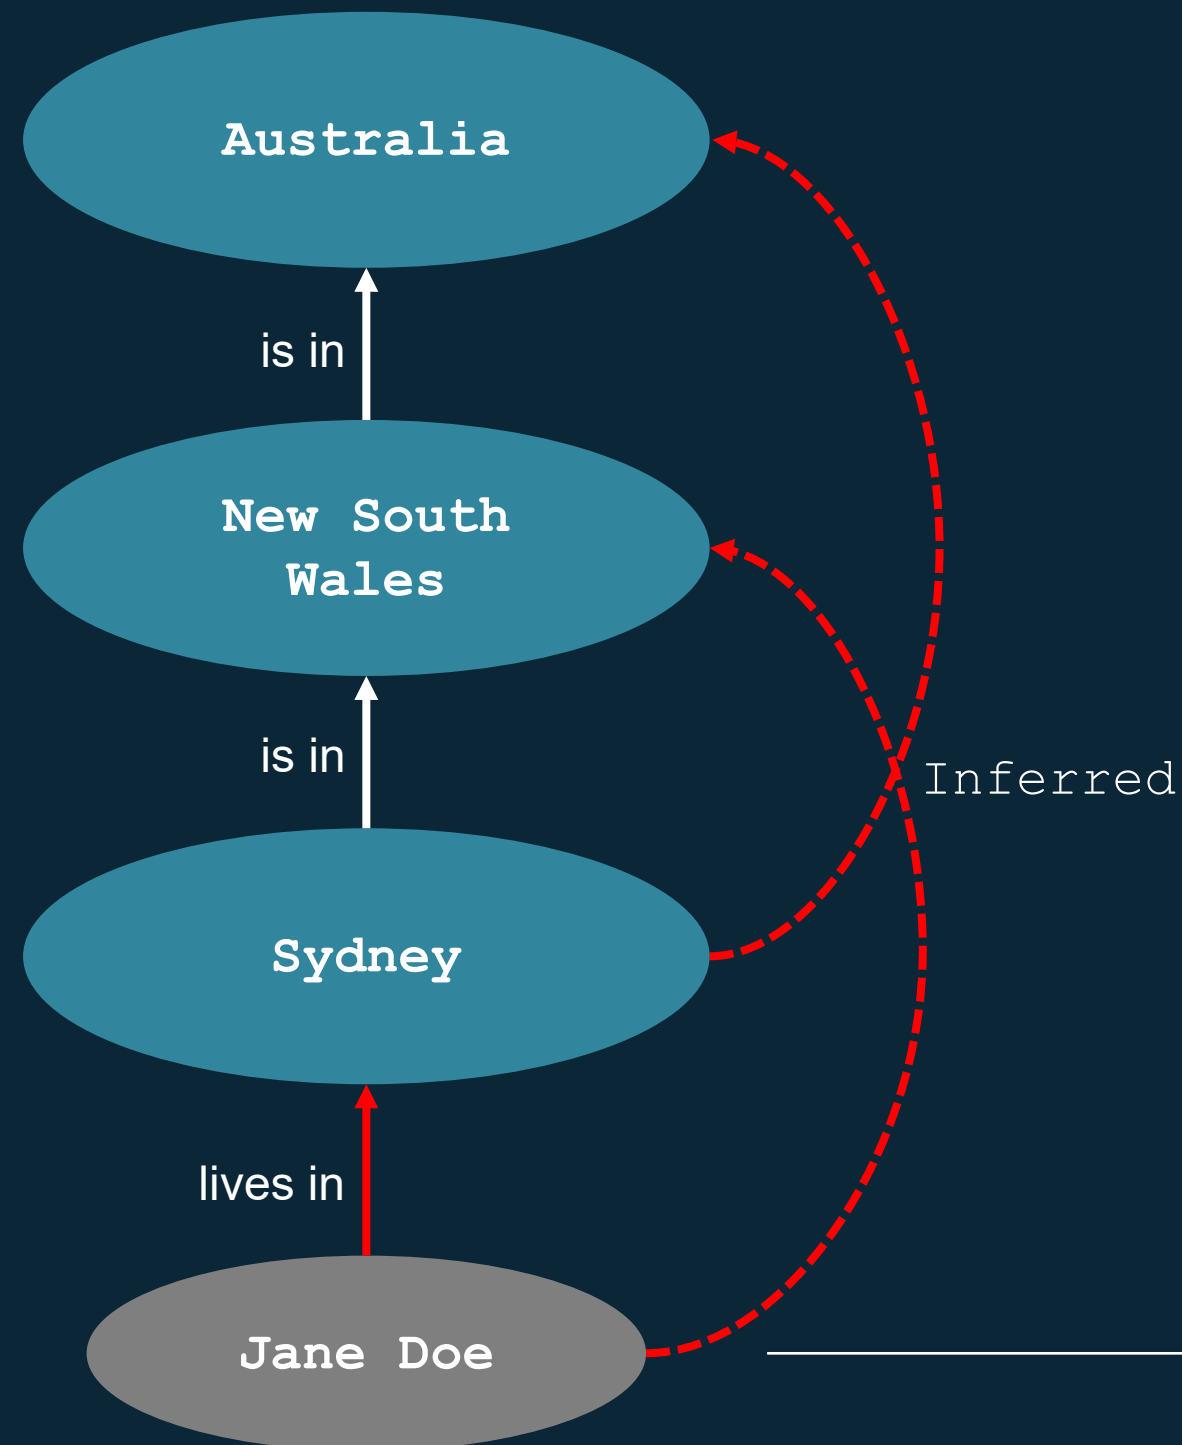 Australia
is in
New South
Wales
is in
Inferred
Sydney
lives in
Jane Doe